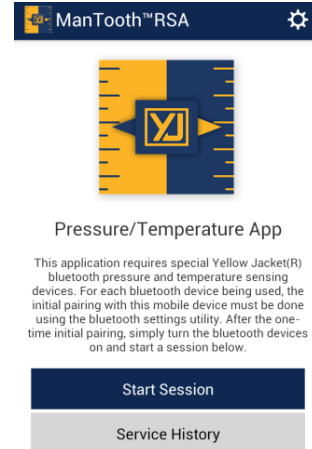 ManTooth™RSA
YJ
Pressure/Temperature App
This application requires special Yellow Jacket(R)
bluetooth pressure and temperature sensing
devices. For each bluetooth device being used, the
initial pairing with this mobile device must be done
using the bluetooth settings utility. After the one-
time initial pairing, simply turn the bluetooth devices
on and start a session below.
Start Session
Service History